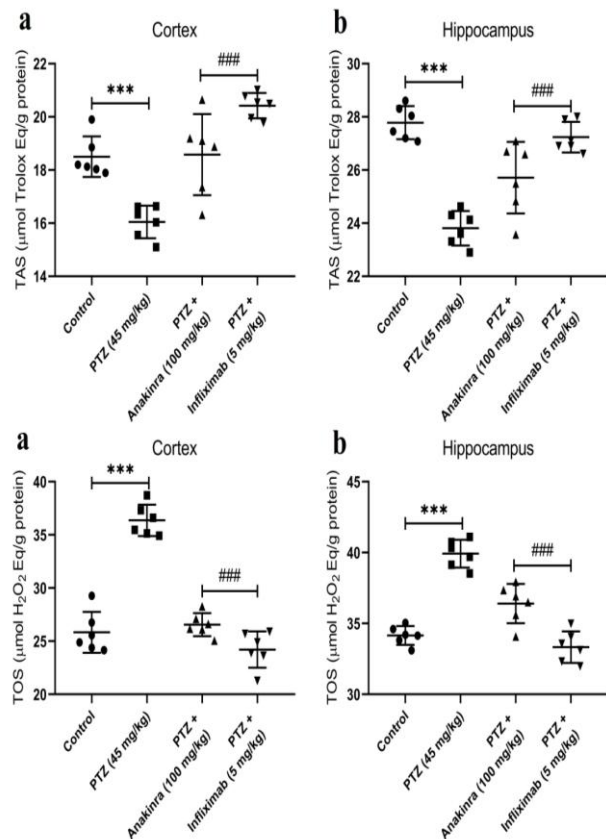 a
Cortex
TAS (μmol Trolox Eq/g protein)
22
20
18
16
14
***
###
Control
PTZ (45 mg/kg)
PTZ +
Anakinra (100 mg/kg)
PTZ +
Infliximab (5 mg/kg)
b
Hippocampus
TAS (μmol Trolox Eq/g protein)
30
28
26
24
22
***
###
Control
PTZ (45 mg/kg)
PTZ +
Anakinra (100 mg/kg)
PTZ +
Infliximab (5 mg/kg)
a
Cortex
TOS (μmol H₂O₂ Eq/g protein)
40
35
30
25
20
***
###
Control
PTZ (45 mg/kg)
PTZ +
Anakinra (100 mg/kg)
PTZ +
Infliximab (5 mg/kg)
b
Hippocampus
TOS (μmol H₂O₂ Eq/g protein)
45
40
35
30
***
###
Control
PTZ (45 mg/kg)
PTZ +
Anakinra (100 mg/kg)
PTZ +
Infliximab (5 mg/kg)